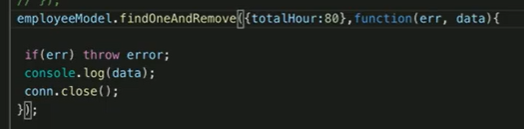 // });
employeeModel.findOneAndRemove({totalHour:80},function(err, data){
if(err) throw error;
console.log(data);
conn.close();
});